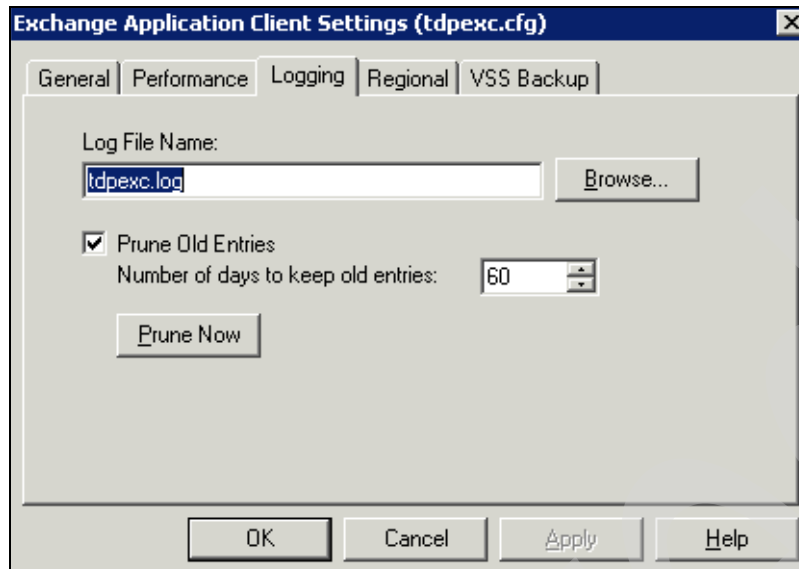 Exchange Application Client Settings (tdpexc.cfg)
General Performance Logging Regional VSS Backup
Log File Name:
tdpexc.log Browse...
Prune Old Entries
Number of days to keep old entries: 60
Prune Now
OK Cancel Apply Help